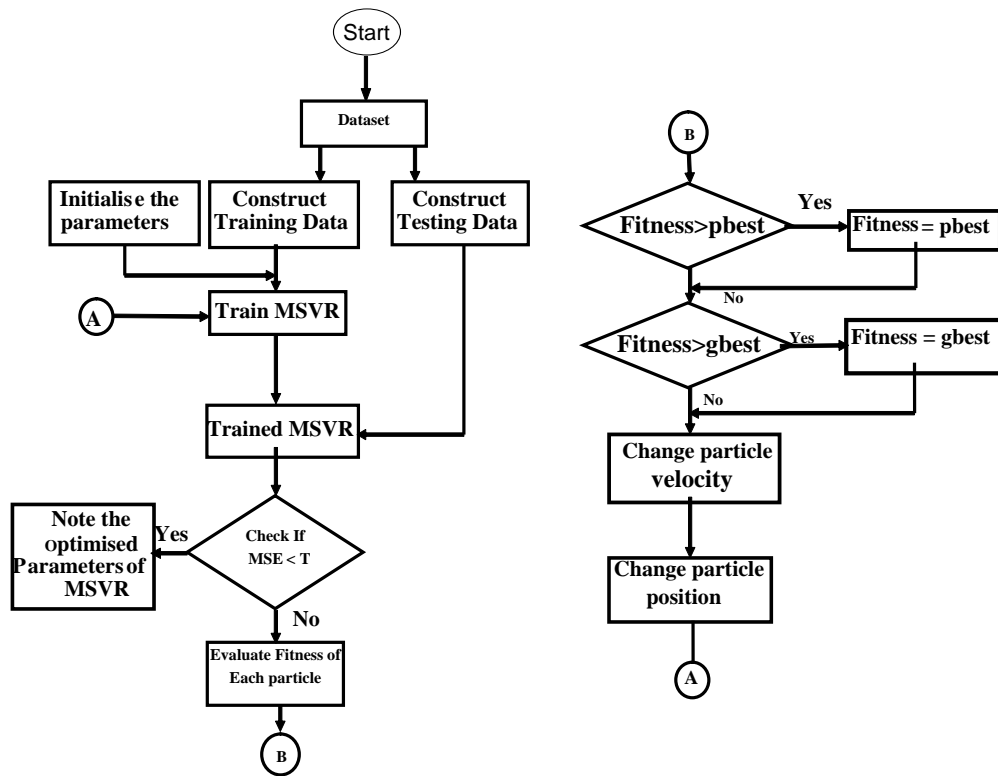 Start
Dataset
Initialise the
parameters
Construct
Training Data
Construct
Testing Data
A
Train MSVR
Trained MSVR
Note the
optimised
Parameters of
MSVR
Yes
Check If
MSE < T
No
Evaluate Fitness of
Each particle
B
B
Fitness>pbest
Yes
Fitness = pbest
No
Fitness>gbest
Yes
Fitness = gbest
No
Change particle
velocity
Change particle
position
A